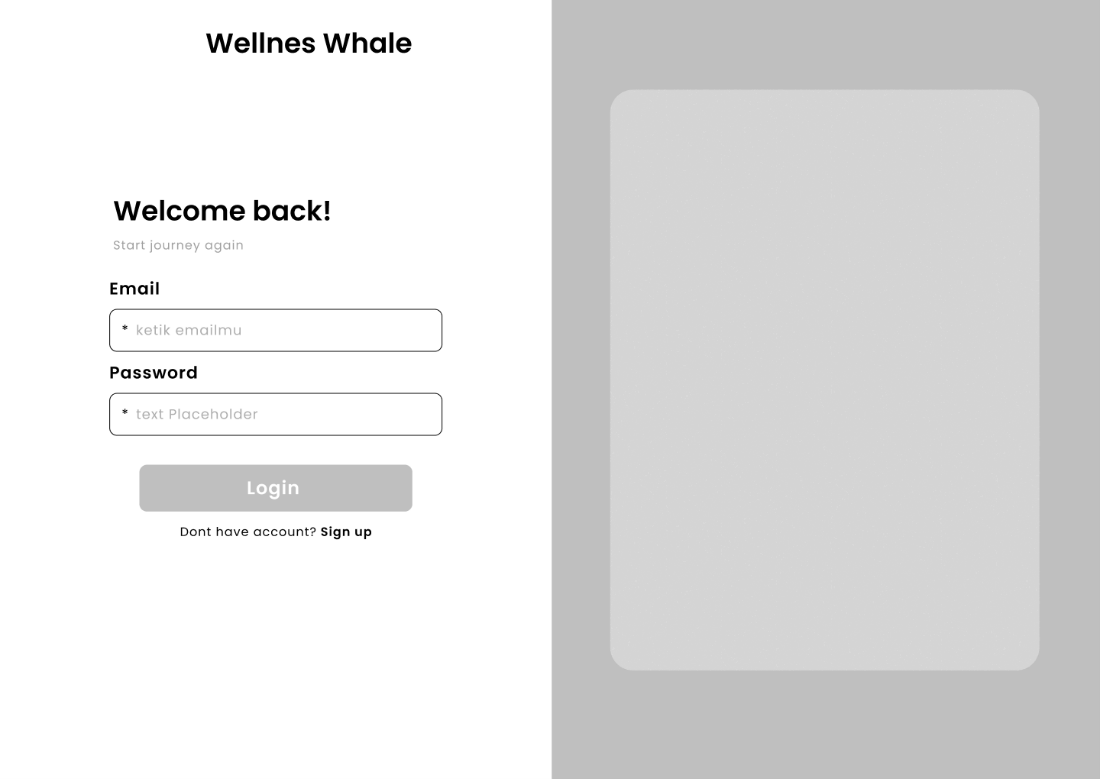 Wellnes Whale
Welcome back!
Start journey again
Email
* ketik emailmu
Password
* text Placeholder
Login
Dont have account? Sign up